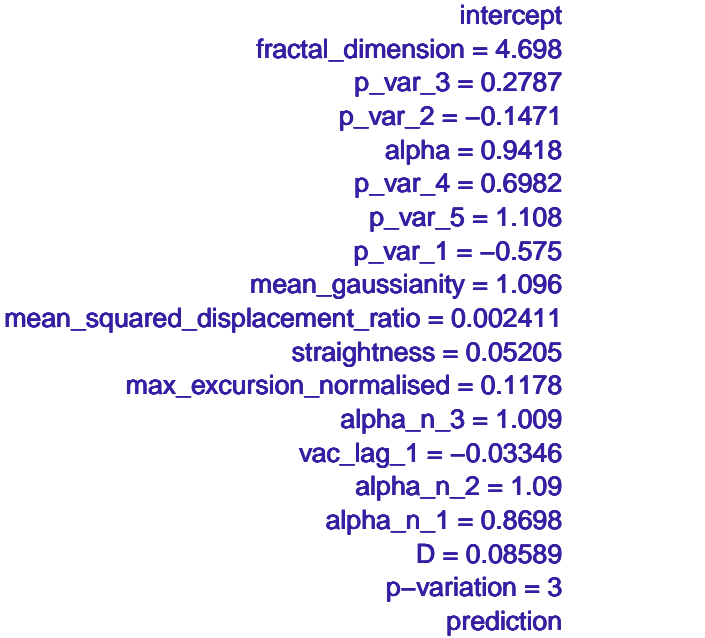 intercept
fractal_dimension = 4.698
p_var_3 = 0.2787
p_var_2 = −0.1471
alpha = 0.9418
p_var_4 = 0.6982
p_var_5 = 1.108
p_var_1 = −0.575
mean_gaussianity = 1.096
mean_squared_displacement_ratio = 0.002411
straightness = 0.05205
max_excursion_normalised = 0.1178
alpha_n_3 = 1.009
vac_lag_1 = −0.03346
alpha_n_2 = 1.09
alpha_n_1 = 0.8698
D = 0.08589
p−variation = 3
prediction